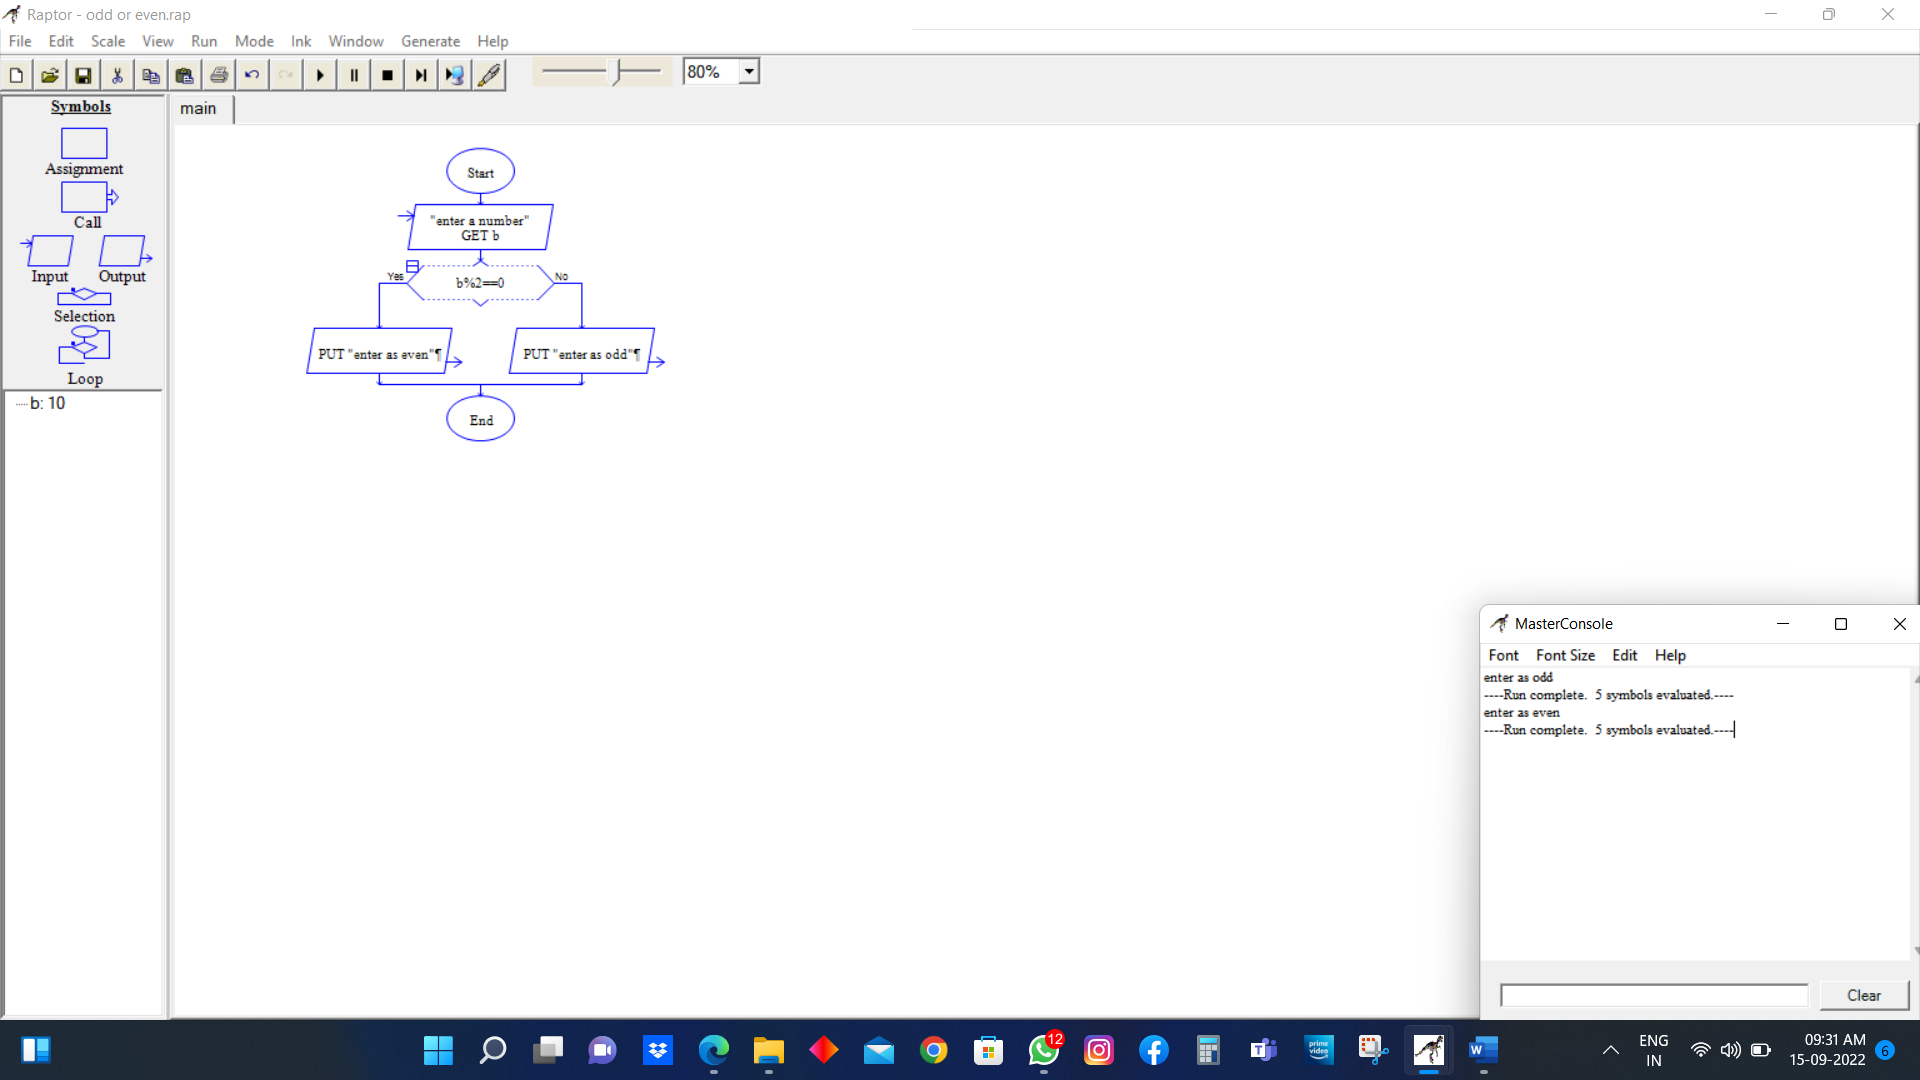 Raptor - odd or even.rap
File Edit Scale View Run Mode Ink Window Generate Help
80%
Symbols
Assignment
Call
Input Output
Selection
Loop
b: 10
main
Start
"enter a number"
GET b
Yes b%2==0 No
PUT "enter as even"¶ PUT "enter as odd"¶
End
MasterConsole
Font Font Size Edit Help
enter as odd
----Run complete. 5 symbols evaluated.----
enter as even
----Run complete. 5 symbols evaluated.----
Clear
12
prime
video
T
W
ENG
IN
09:31 AM
15-09-2022
6